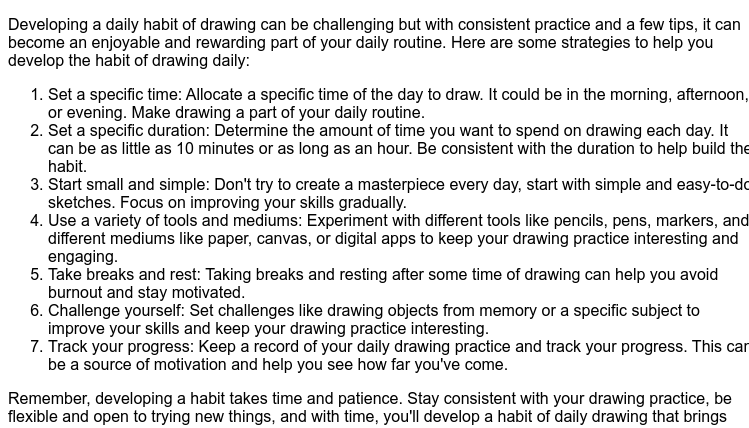 Developing a daily habit of drawing can be challenging but with consistent practice and a few tips, it can
become an enjoyable and rewarding part of your daily routine. Here are some strategies to help you
develop the habit of drawing daily:
1. Set a specific time: Allocate a specific time of the day to draw. It could be in the morning, afternoon,
or evening. Make drawing a part of your daily routine.
2. Set a specific duration: Determine the amount of time you want to spend on drawing each day. It
can be as little as 10 minutes or as long as an hour. Be consistent with the duration to help build the
habit.
3. Start small and simple: Don't try to create a masterpiece every day, start with simple and easy-to-do
sketches. Focus on improving your skills gradually.
4. Use a variety of tools and mediums: Experiment with different tools like pencils, pens, markers, and
different mediums like paper, canvas, or digital apps to keep your drawing practice interesting and
engaging.
5. Take breaks and rest: Taking breaks and resting after some time of drawing can help you avoid
burnout and stay motivated.
6. Challenge yourself: Set challenges like drawing objects from memory or a specific subject to
improve your skills and keep your drawing practice interesting.
7. Track your progress: Keep a record of your daily drawing practice and track your progress. This can
be a source of motivation and help you see how far you've come.
Remember, developing a habit takes time and patience. Stay consistent with your drawing practice, be
flexible and open to trying new things, and with time, you'll develop a habit of daily drawing that brings